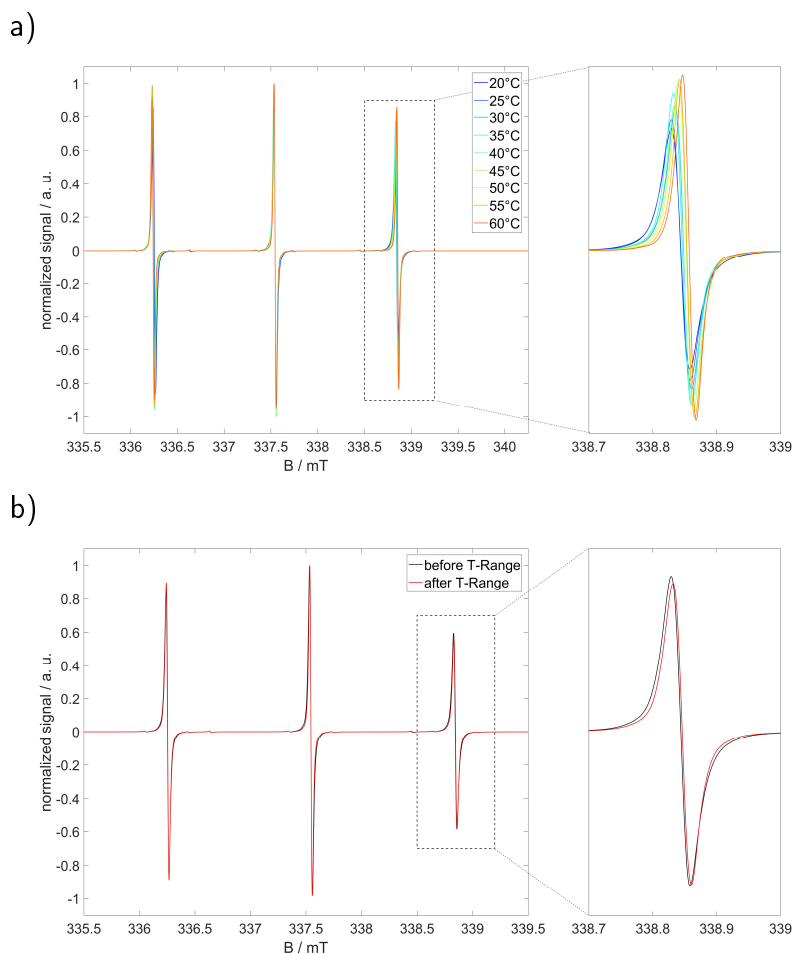 a)
normalized signal / a. u.
1
0.8
0.6
0.4
0.2
0
-0.2
-0.4
-0.6
-0.8
-1
20°C
25°C
30°C
35°C
40°C
45°C
50°C
55°C
60°C
335.5 336 336.5 337 337.5 338 338.5 339 339.5 340
B / mT
338.7 338.8 338.9 339
b)
normalized signal / a. u.
1
0.8
0.6
0.4
0.2
0
-0.2
-0.4
-0.6
-0.8
-1
before T-Range
after T-Range
335.5 336 336.5 337 337.5 338 338.5 339 339.5
B / mT
338.7 338.8 338.9 339